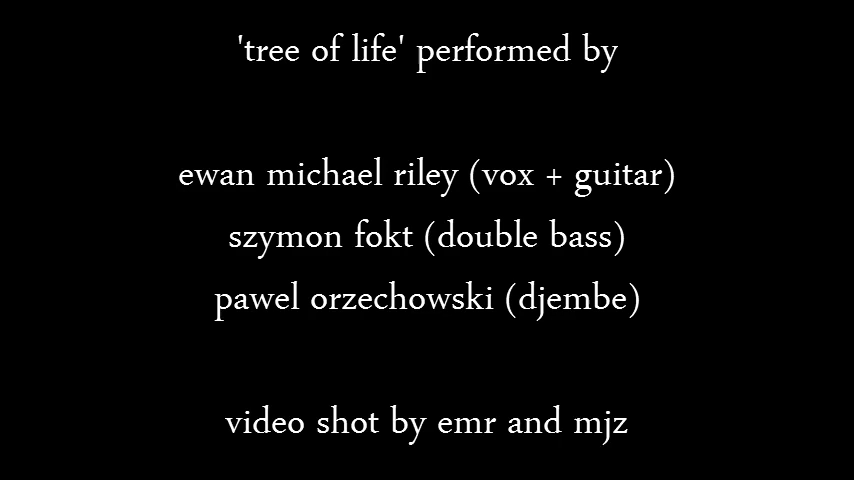 'tree of life' performed by
ewan michael riley (vox + guitar)
szymon fokt (double bass)
pawel orzechowski (djembe)
video shot by emr and mjz